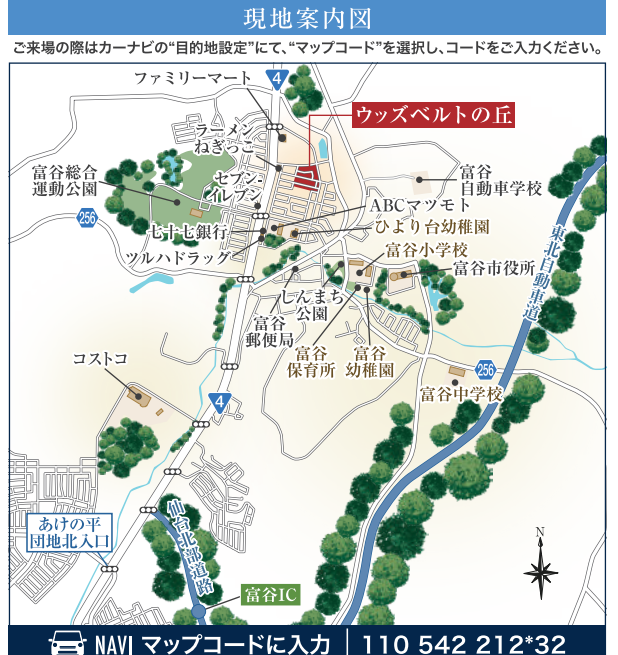 現地案内図
ご来場の際はカーナビの“目的地設定”にて、“マップコード”を選択し、コードをご入力ください。
ファミリーマート
4
ウッズベルトの丘
ラーメン
ねぎっこ
富谷総合
運動公園
セブン-
イレブン
富谷
自動車学校
ABCマツモト
256
七十七銀行
ひより台幼稚園
ツルハドラッグ
富谷小学校
富谷市役所
東北自動車道
しんまち
公園
富谷
郵便局
富谷
保育所
富谷
幼稚園
コストコ
256
富谷中学校
4
あけの平
団地北入口
仙台北部道路
N
富谷IC
NAVI マップコードに入力 110 542 212*32